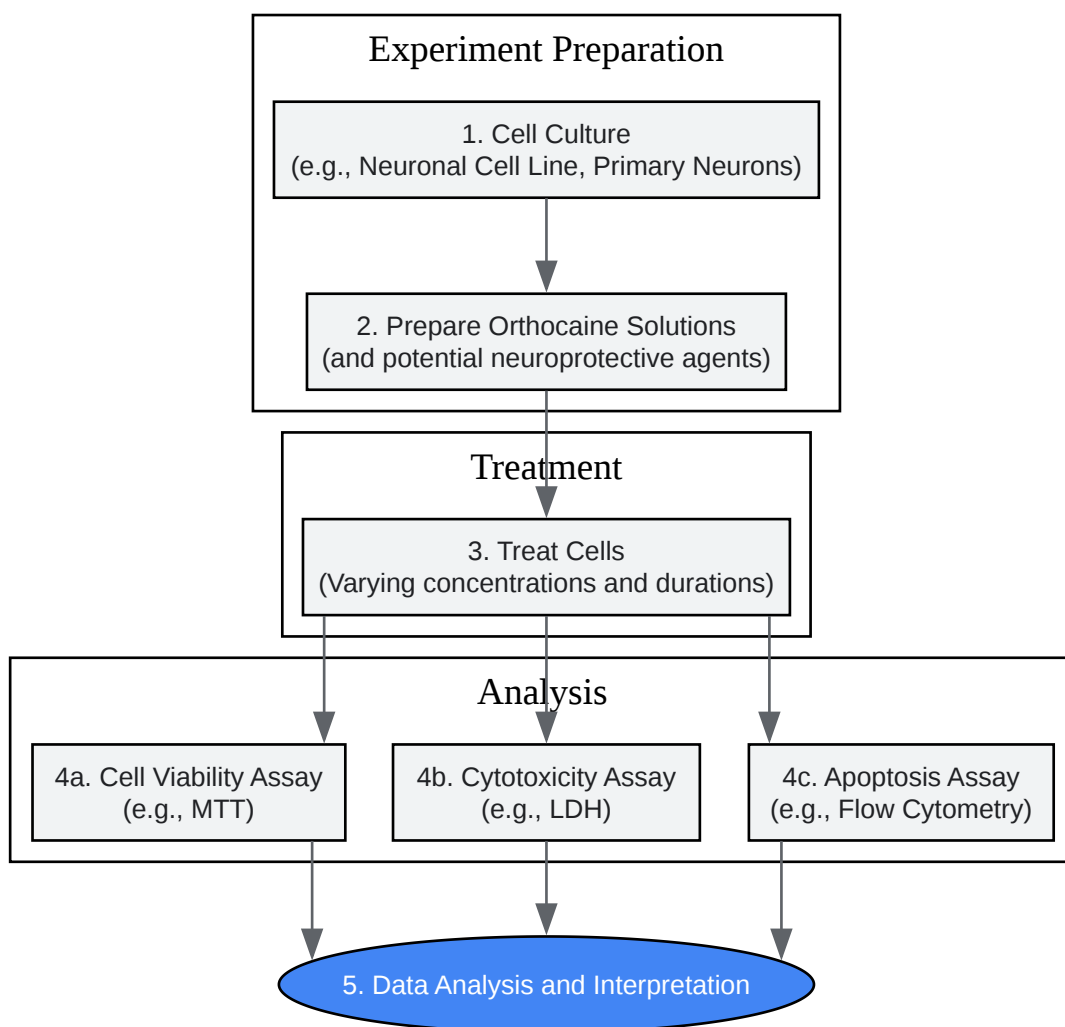 Experiment Preparation
1. Cell Culture
(e.g., Neuronal Cell Line, Primary Neurons)
2. Prepare Orthocaine Solutions
(and potential neuroprotective agents)
Treatment
3. Treat Cells
(Varying concentrations and durations)
Analysis
4a. Cell Viability Assay
(e.g., MTT)
4b. Cytotoxicity Assay
(e.g., LDH)
4c. Apoptosis Assay
(e.g., Flow Cytometry)
5. Data Analysis and Interpretation